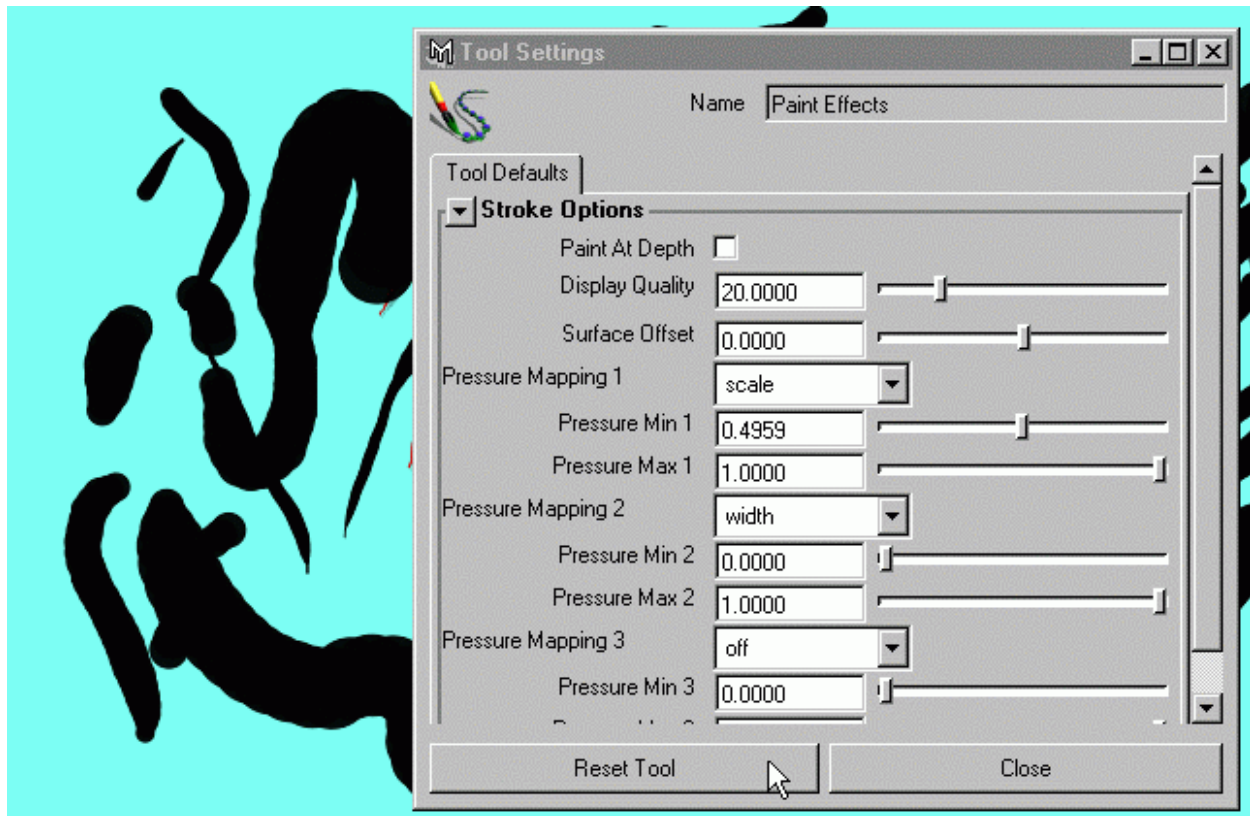 Tool Settings
Name Paint Effects
Tool Defaults
Stroke Options
Paint At Depth
Display Quality 20.0000
Surface Offset 0.0000
Pressure Mapping 1 scale
Pressure Min 1 0.4959
Pressure Max 1 1.0000
Pressure Mapping 2 width
Pressure Min 2 0.0000
Pressure Max 2 1.0000
Pressure Mapping 3 off
Pressure Min 3 0.0000
Reset Tool Close